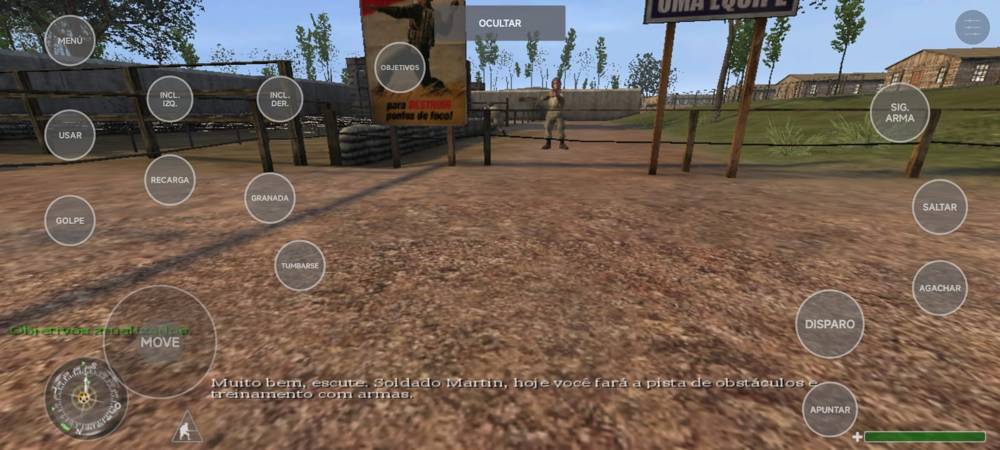 UMA EQUIPE
OCULTAR
MENÚ
OBJETIVOS
INCL.
IZQ.
INCL.
DER.
para DESTRUIR
pontos de foco!
SIG.
ARMA
USAR
RECARGA
GRANADA
GOLPE
SALTAR
TUMBARSE
AGACHAR
Objetivos atualizados
MOVE
DISPARO
Muito bem, escute. Soldado Martin, hoje você fará a pista de obstáculos e
treinamento com armas.
APUNTAR